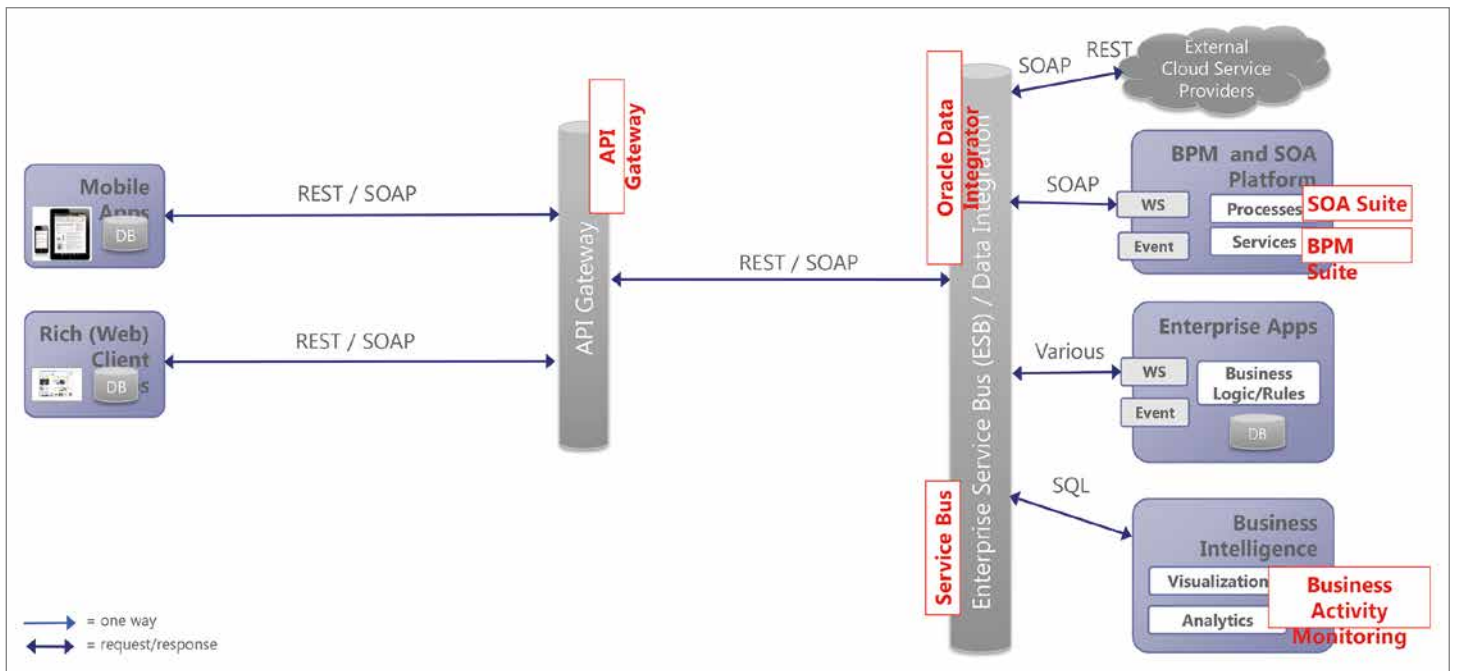 Mobile
Apps
DB
REST / SOAP
Rich (Web)
Client
s
DB
REST / SOAP
API
Gateway
API Gateway
REST / SOAP
Oracle Data
Integrator
Enterprise Service Bus (ESB) / Data Integration
Service Bus
SOAP
REST
External
Cloud Service
Providers
SOAP
BPM and SOA
Platform
WS
Event
Processes
Services
SOA Suite
BPM
Suite
Various
Enterprise Apps
WS
Event
Business
Logic/Rules
DB
SQL
Business
Intelligence
Visualization
Analytics
Business
Activity
Monitoring
= one way
= request/response